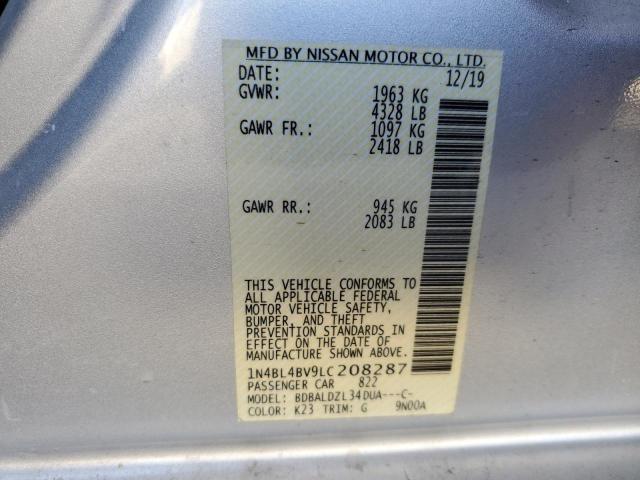 MFD BY NISSAN MOTOR CO., LTD.
DATE: 12/19
GVWR: 1963 KG
4328 LB
GAWR FR.: 1097 KG
2418 LB
GAWR RR.: 945 KG
2083 LB
THIS VEHICLE CONFORMS TO
ALL APPLICABLE FEDERAL
MOTOR VEHICLE SAFETY,
BUMPER, AND THEFT
PREVENTION STANDARDS IN
EFFECT ON THE DATE OF
MANUFACTURE SHOWN ABOVE.
1N4BL4BV9LC208287
PASSENGER CAR 822
MODEL: BDBALDZL34DUA---C-
COLOR: K23 TRIM: G 9N00A